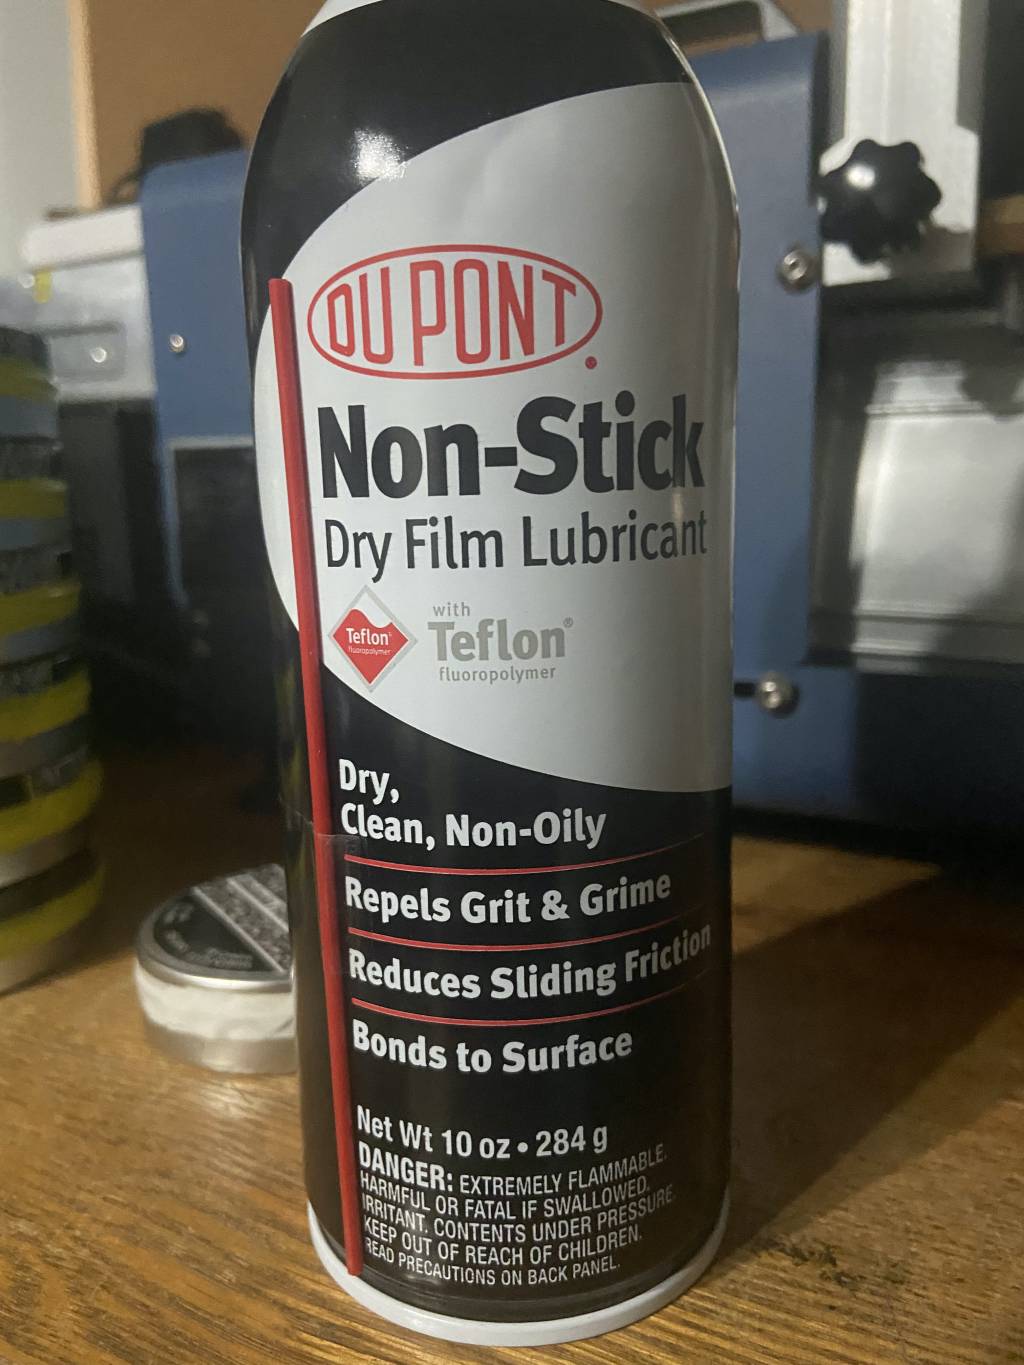 DU PONT
Non-Stick
Dry Film Lubricant
Teflon
fluoropolymer
with
Teflon®
fluoropolymer
Dry,
Clean, Non-Oily
Repels Grit & Grime
Reduces Sliding Friction
Bonds to Surface
Net Wt 10 oz • 284 g
DANGER: EXTREMELY FLAMMABLE.
HARMFUL OR FATAL IF SWALLOWED.
IRRITANT. CONTENTS UNDER PRESSURE.
KEEP OUT OF REACH OF CHILDREN.
READ PRECAUTIONS ON BACK PANEL.